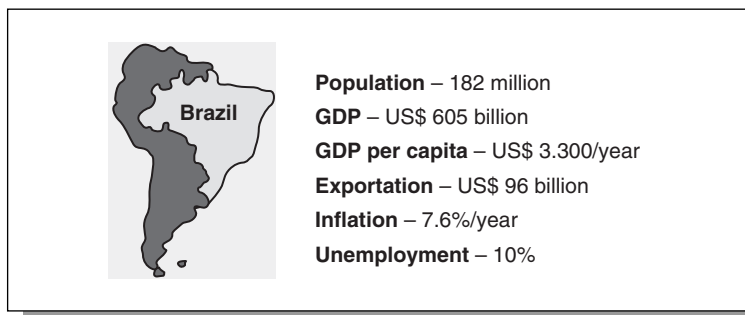 Brazil
Population – 182 million
GDP – US$ 605 billion
GDP per capita – US$ 3.300/year
Exportation – US$ 96 billion
Inflation – 7.6%/year
Unemployment – 10%